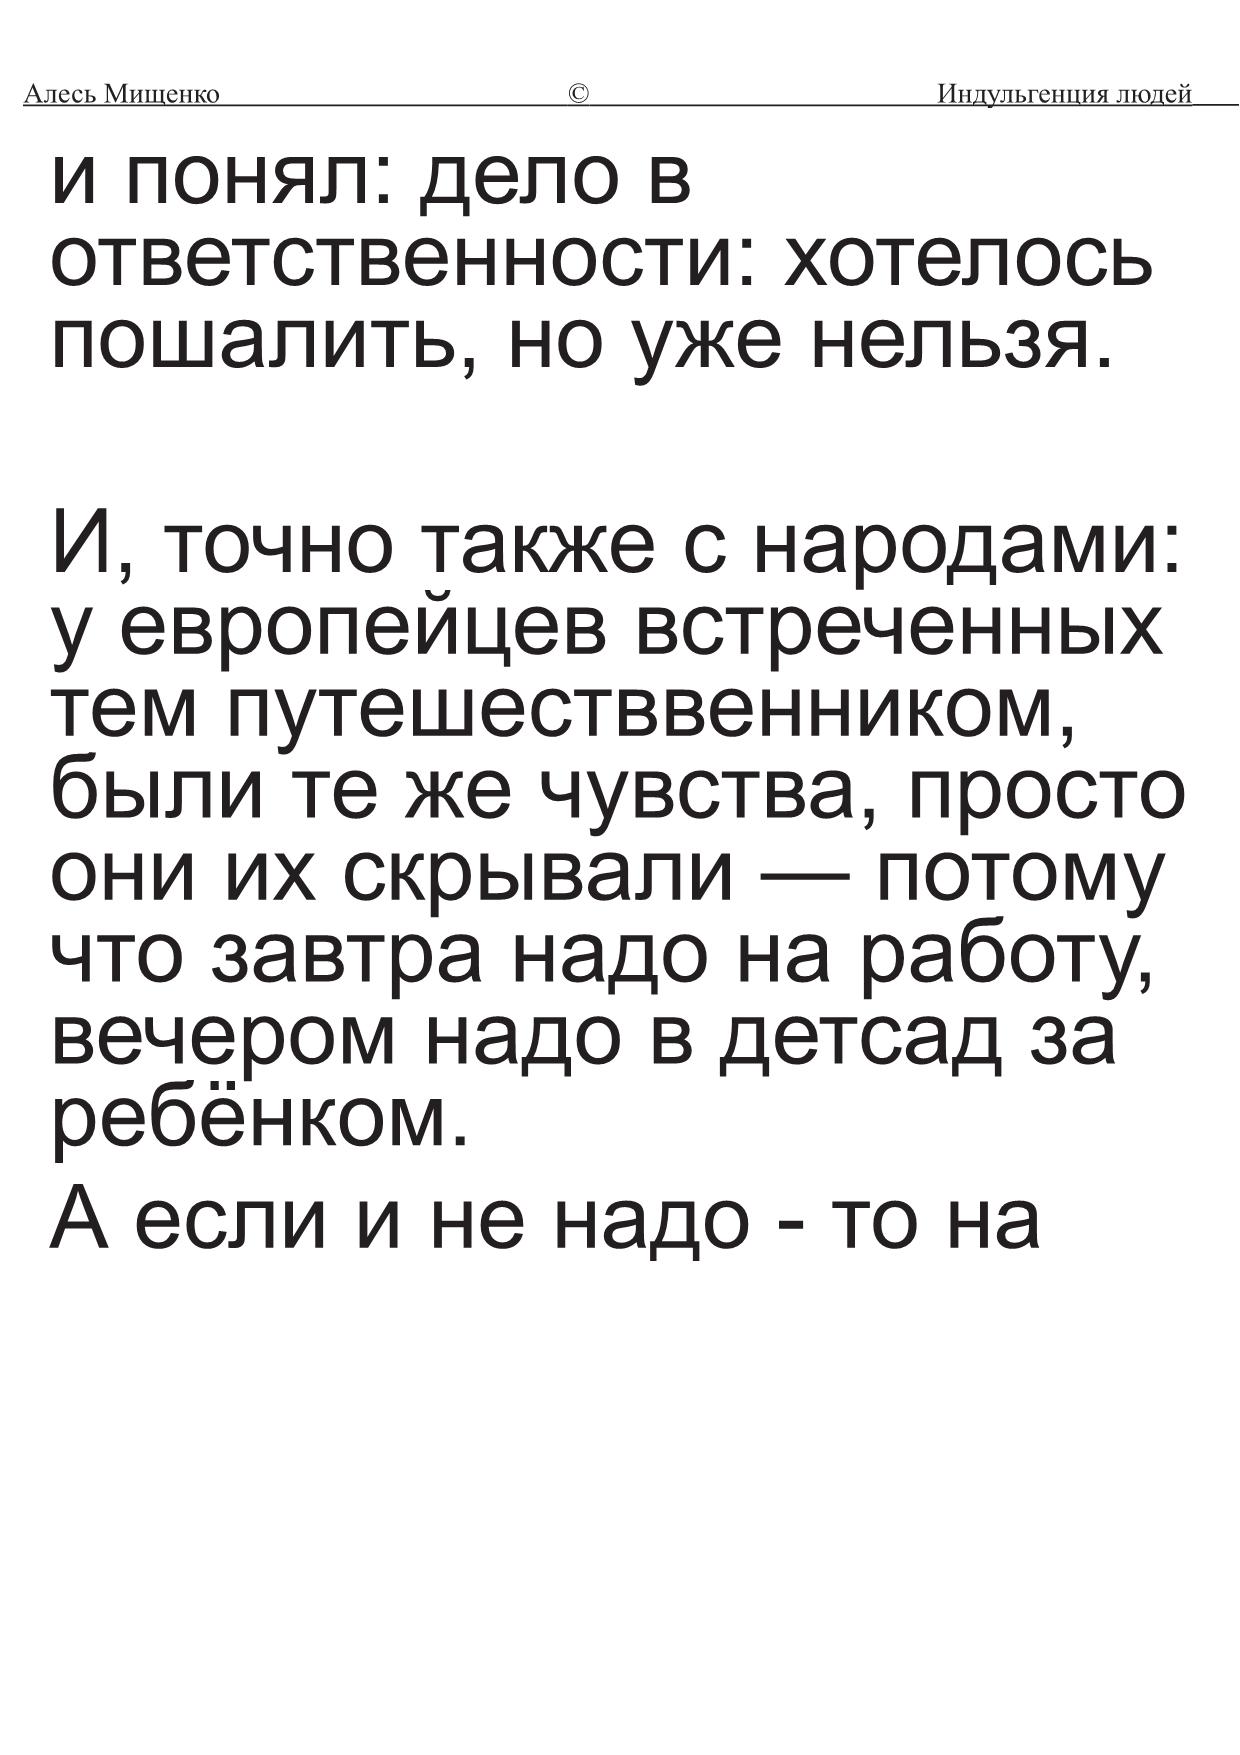 Алесь Мищенко © Индульгенция людей
и понял: дело в
ответственности: хотелось
пошалить, но уже нельзя.
И, точно также с народами:
у европейцев встреченных
тем путешестввенником,
были те же чувства, просто
они их скрывали — потому
что завтра надо на работу,
вечером надо в детсад за
ребёнком.
А если и не надо - то на